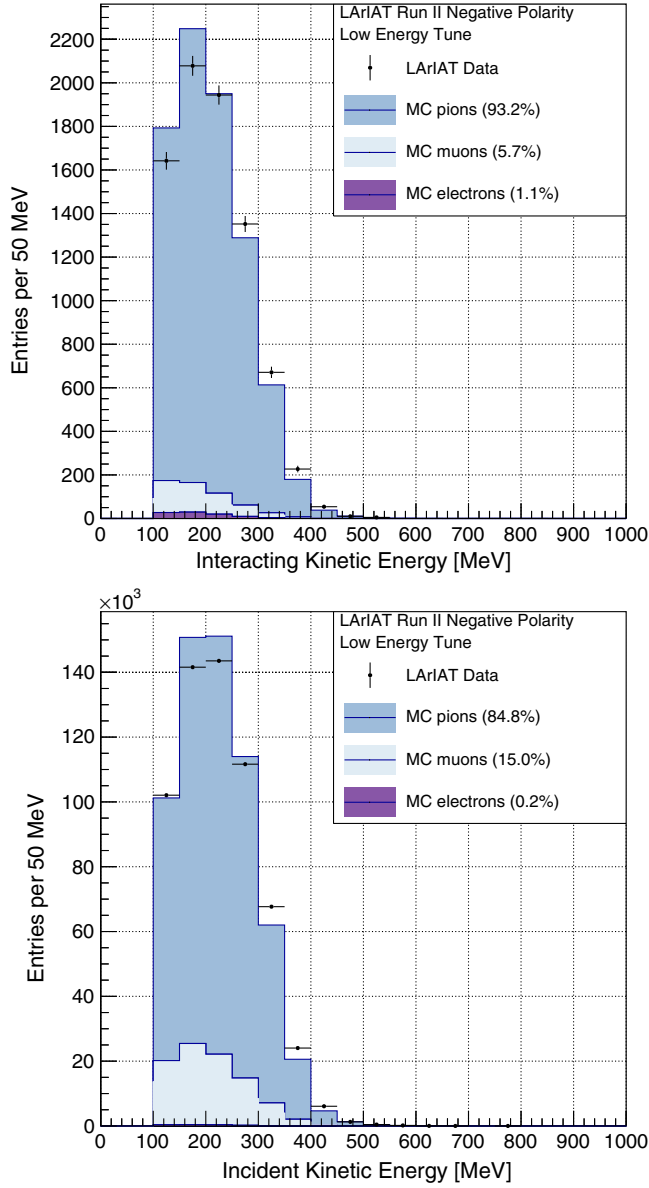 LArIAT Run II Negative Polarity
Low Energy Tune
LArIAT Data
MC pions (93.2%)
MC muons (5.7%)
MC electrons (1.1%)
Entries per 50 MeV
2200
2000
1800
1600
1400
1200
1000
800
600
400
200
0
0 100 200 300 400 500 600 700 800 900 1000
Interacting Kinetic Energy [MeV]
×10³
LArIAT Run II Negative Polarity
Low Energy Tune
LArIAT Data
MC pions (84.8%)
MC muons (15.0%)
MC electrons (0.2%)
Entries per 50 MeV
140
120
100
80
60
40
20
0
0 100 200 300 400 500 600 700 800 900 1000
Incident Kinetic Energy [MeV]